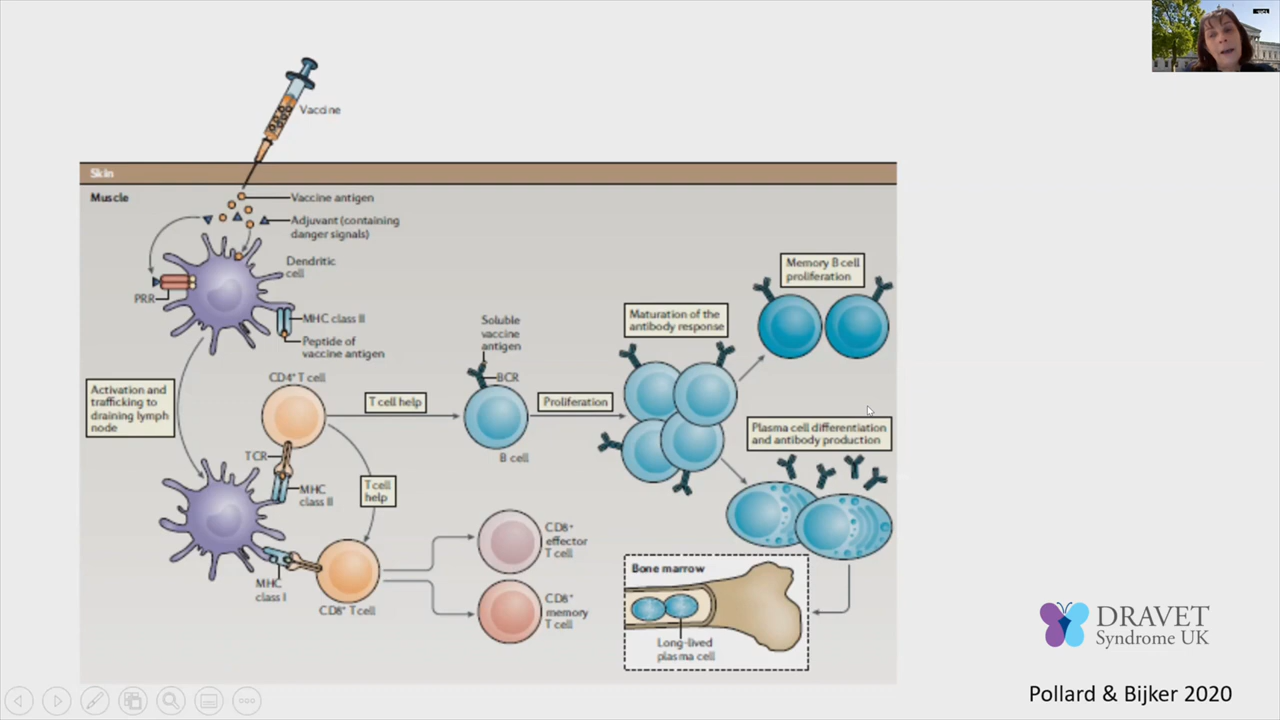 Vaccine
Skin
Muscle
Vaccine antigen
Adjuvant (containing
danger signals)
Dendritic
cell
PRR
MHC class II
Peptide of
vaccine antigen
Activation and
trafficking to
draining lymph
node
CD4+ T cell
T cell help
Soluble
vaccine
antigen
BCR
B cell
Proliferation
Maturation of the
antibody response
Memory B cell
proliferation
Plasma cell differentiation
and antibody production
TCR
MHC
class II
T cell
help
MHC
class I
CD8+ T cell
CD8+
effector
T cell
CD8+
memory
T cell
Bone marrow
Long-lived
plasma cell
DRAVET
Syndrome UK
Pollard & Bijker 2020